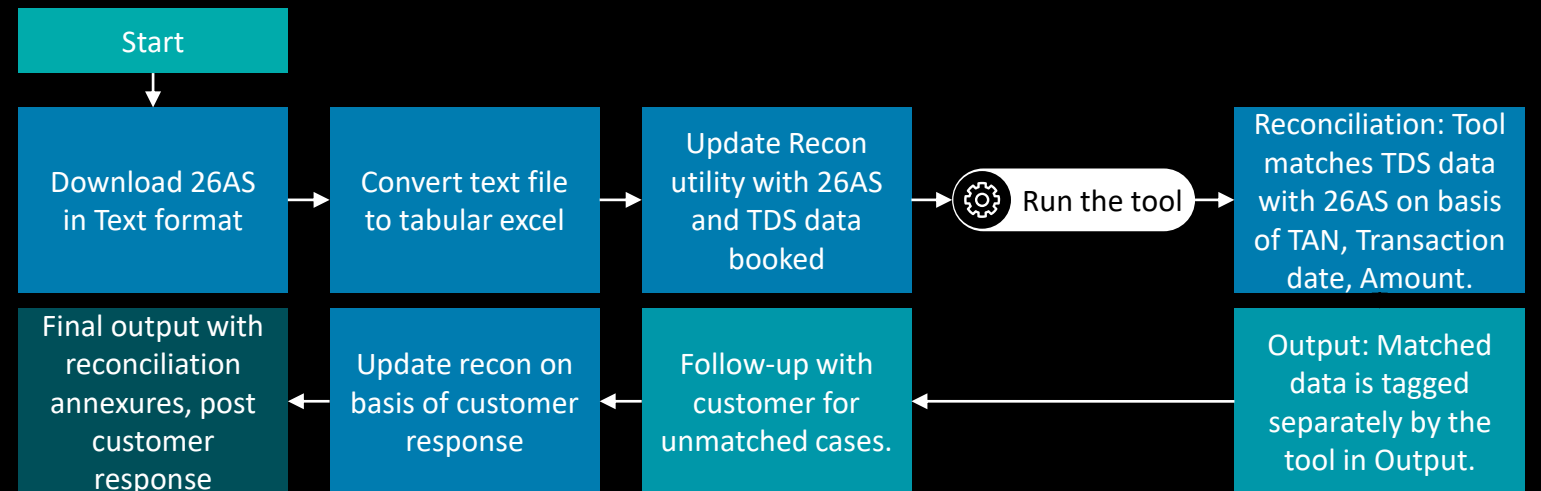 Start
Download 26AS
in Text format
Convert text file
to tabular excel
Update Recon
utility with 26AS
and TDS data
booked
Run the tool
Reconciliation: Tool
matches TDS data
with 26AS on basis
of TAN, Transaction
date, Amount.
Output: Matched
data is tagged
separately by the
tool in Output.
Follow-up with
customer for
unmatched cases.
Update recon on
basis of customer
response
Final output with
reconciliation
annexures, post
customer
response